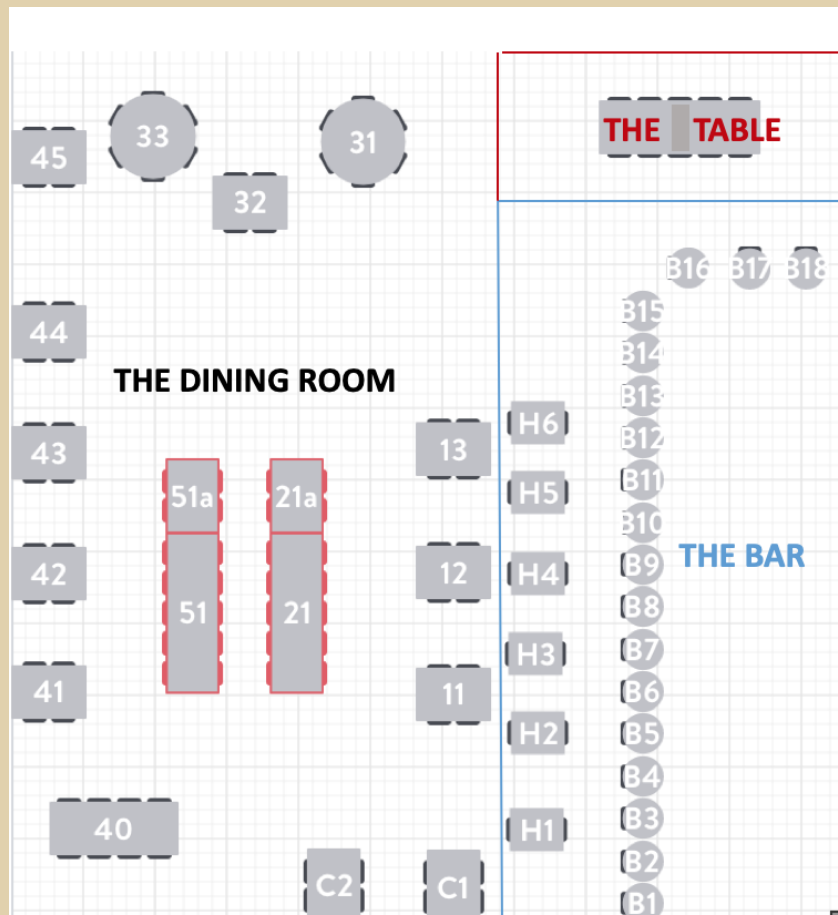 THE TABLE
33
31
45
32
B16 B17 B18
B15
44
B14
THE DINING ROOM
B13
H6
B12
13
43
B11
51a
21a
H5
B10
THE BAR
B9
42
12
H4
B8
51
21
B7
H3
41
11
B6
H2
B5
B4
B3
40
H1
B2
C2
C1
B1